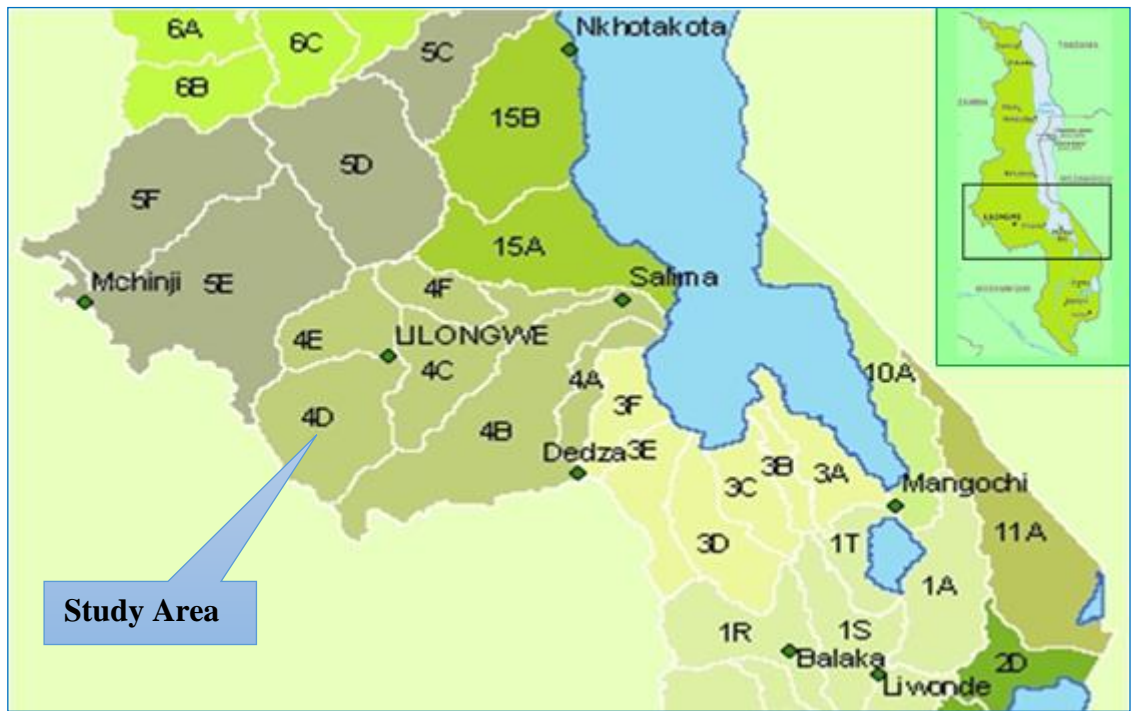 6A
6C
5C
Nkhotakota
6B
15B
5D
5F
15A
Mchinji
5E
4F
Salima
4E
LILONGWE
4C
4A
10A
4D
4B
3F
Dedza
3E
3B
3A
3C
Mangochi
3D
1T
11A
1A
Study Area
1R
1S
Balaka
2D
Liwonde
LILONGWE